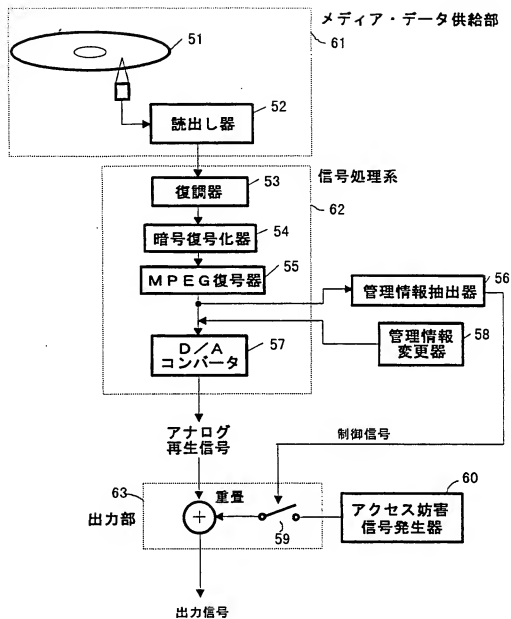 メディア・データ供給部
61
51
52
読出し器
信号処理系
62
53
復調器
54
暗号復号化器
55
MPEG復号器
56
管理情報抽出器
58
管理情報
変更器
57
D/A
コンバータ
アナログ
再生信号
制御信号
63
重畳
出力部
59
60
アクセス妨害
信号発生器
出力信号